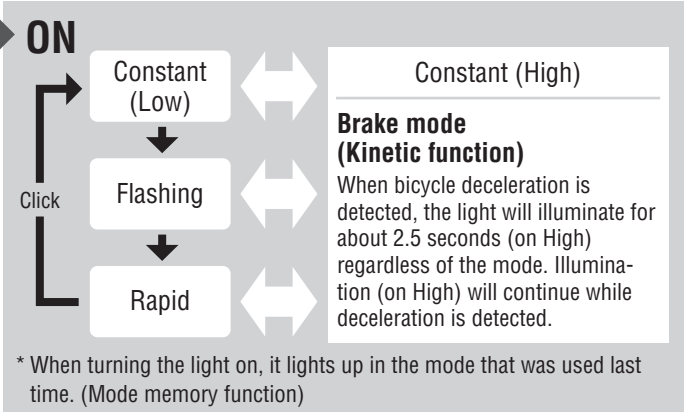 ON
Constant
(Low)
Click
Flashing
Rapid
Constant (High)
Brake mode
(Kinetic function)
When bicycle deceleration is
detected, the light will illuminate for
about 2.5 seconds (on High)
regardless of the mode. Illumina-
tion (on High) will continue while
deceleration is detected.
* When turning the light on, it lights up in the mode that was used last
time. (Mode memory function)